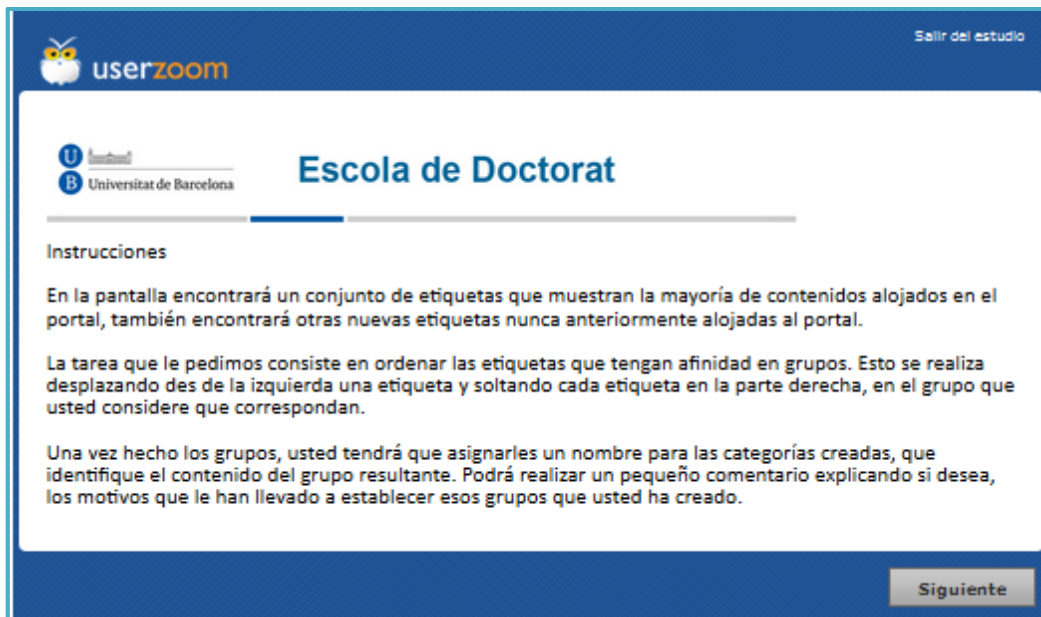 Salir del estudio
userzoom
U
B Universitat de Barcelona
Escola de Doctorat
Instrucciones
En la pantalla encontrará un conjunto de etiquetas que muestran la mayoría de contenidos alojados en el
portal, también encontrará otras nuevas etiquetas nunca anteriormente alojadas al portal.
La tarea que le pedimos consiste en ordenar las etiquetas que tengan afinidad en grupos. Esto se realiza
desplazando des de la izquierda una etiqueta y soltando cada etiqueta en la parte derecha, en el grupo que
usted considere que correspondan.
Una vez hecho los grupos, usted tendrá que asignarles un nombre para las categorías creadas, que
identifique el contenido del grupo resultante. Podrá realizar un pequeño comentario explicando si desea,
los motivos que le han llevado a establecer esos grupos que usted ha creado.
Siguiente